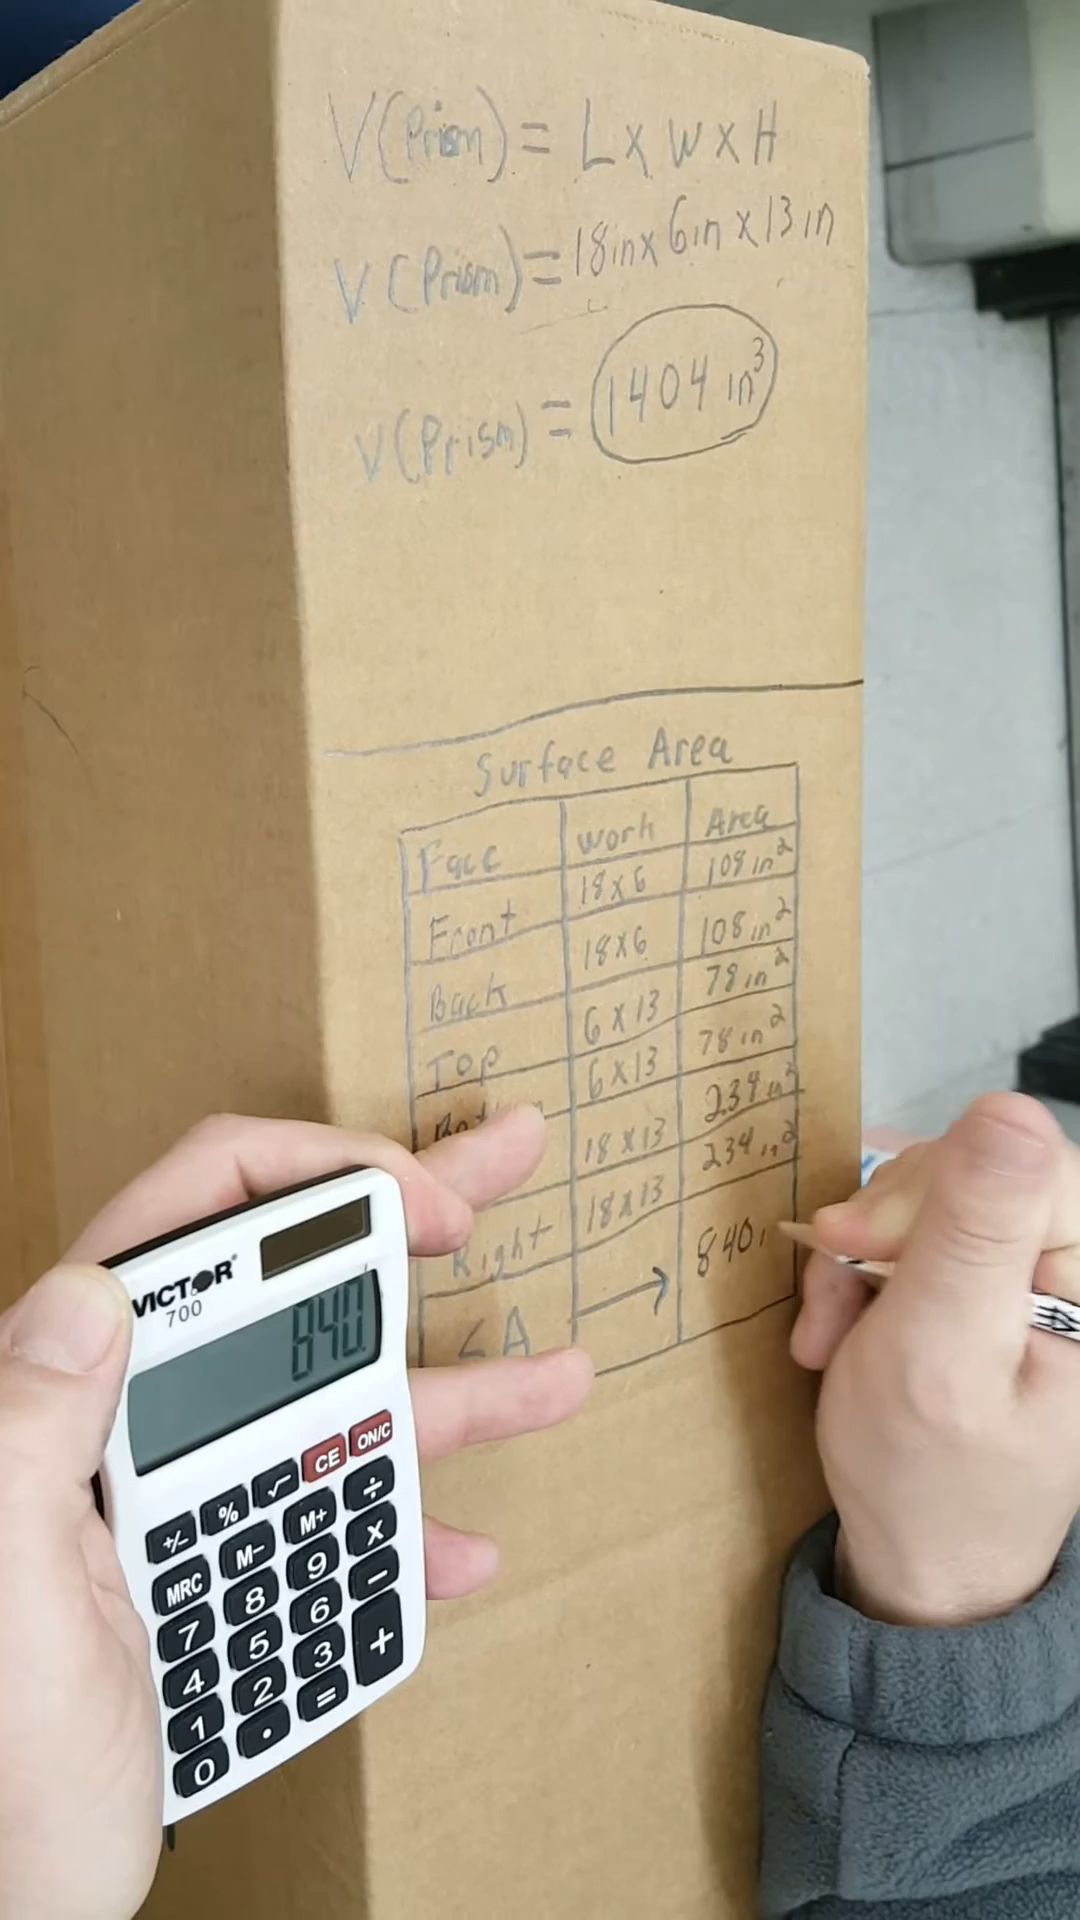 V(Prism) = L x W x H
V(Prism) = 18in x 6in x 13in
V(Prism) = 1404 in³
Surface Area
Face Work Area
Front 18x6 108 in²
Back 18x6 108 in²
Top 6x13 78 in²
6x13 78 in²
18x13 234 in²
Right 18x13 234 in²
SA → 840 i
VICTOR
700
840.
CE ON/C
+/- % √ M+ ÷
MRC M- 9 x
7 8 6 -
4 5 3 +
1 2 =
0 .